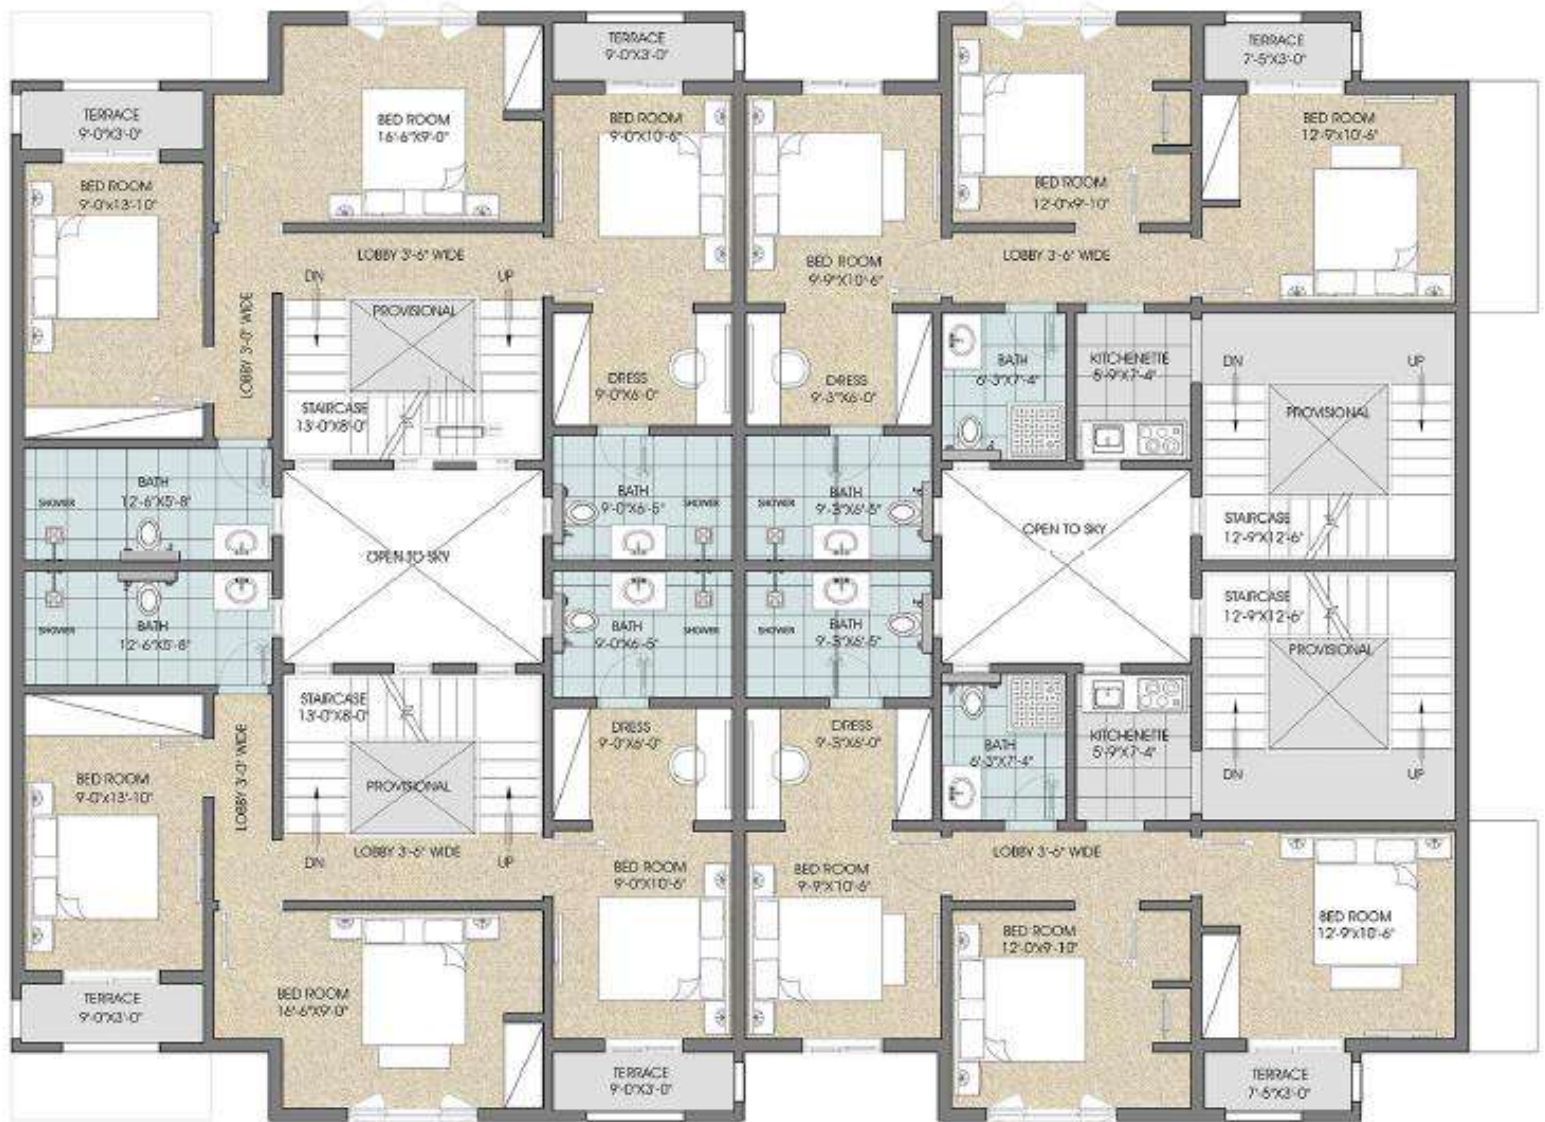 TERRACE
9'-0"X3'-0"
BED ROOM
9'-0"x13'-10"
BED ROOM
16'-6"X9'-0"
TERRACE
9'-0"X3'-0"
BED ROOM
9'-0"X10'-6"
BED ROOM
9'-9"X10'-6"
BED ROOM
12'-0"x9'-10"
TERRACE
7'-5"X3'-0"
BED ROOM
12'-9"x10'-6"
LOBBY 3'-6" WIDE
LOBBY 3'-6" WIDE
LOBBY 3'-0" WIDE
DN
UP
PROVISIONAL
STAIRCASE
13'-0"X8'-0"
DRESS
9'-0"X6'-0"
DRESS
9'-3"X6'-0"
BATH
6'-3"X7'-4"
KITCHENETTE
5'-9"X7'-4"
DN
UP
PROVISIONAL
STAIRCASE
12'-9"X12'-6"
SHOWER
BATH
12'-6"X5'-8"
BATH
9'-0"X6'-5"
SHOWER
SHOWER
BATH
9'-3"X6'-5"
OPEN TO SKY
OPEN TO SKY
SHOWER
BATH
12'-6"X5'-8"
BATH
9'-0"X6'-5"
SHOWER
SHOWER
BATH
9'-3"X6'-5"
STAIRCASE
12'-9"X12'-6"
PROVISIONAL
DN
UP
STAIRCASE
13'-0"X8'-0"
PROVISIONAL
DN
UP
LOBBY 3'-0" WIDE
DRESS
9'-0"X6'-0"
DRESS
9'-3"X6'-0"
BATH
6'-3"X7'-4"
KITCHENETTE
5'-9"X7'-4"
BED ROOM
9'-0"x13'-10"
LOBBY 3'-6" WIDE
LOBBY 3'-6" WIDE
BED ROOM
9'-0"X10'-6"
BED ROOM
9'-9"X10'-6"
BED ROOM
12'-0"x9'-10"
BED ROOM
12'-9"x10'-6"
TERRACE
9'-0"X3'-0"
BED ROOM
16'-6"X9'-0"
TERRACE
9'-0"X3'-0"
TERRACE
7'-5"X3'-0"